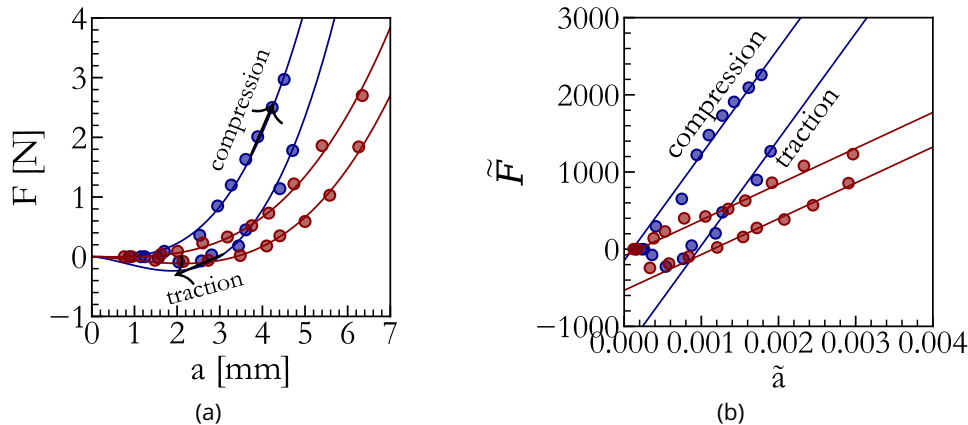 4
3
2
1
0
−1
0 1 2 3 4 5 6 7
F [N]
a [mm]
compression
traction
(a)
3000
2000
1000
0
−1000
0.000 0.001 0.002 0.003 0.004
F̃
ã
compression
traction
(b)